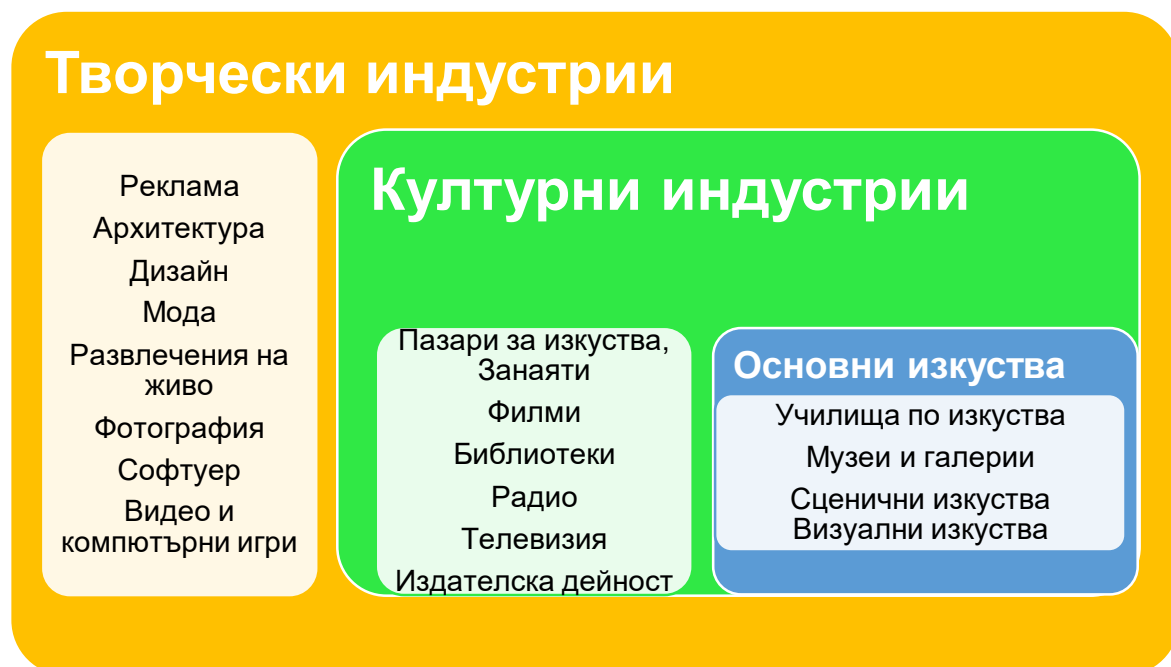 Творчески индустрии
Реклама
Архитектура
Дизайн
Мода
Развлечения на
живо
Фотография
Софтуер
Видео и
компютърни игри
Културни индустрии
Пазари за изкуства,
Занаяти
Филми
Библиотеки
Радио
Телевизия
Издателска дейност
Основни изкуства
Училища по изкуства
Музеи и галерии
Сценични изкуства
Визуални изкуства